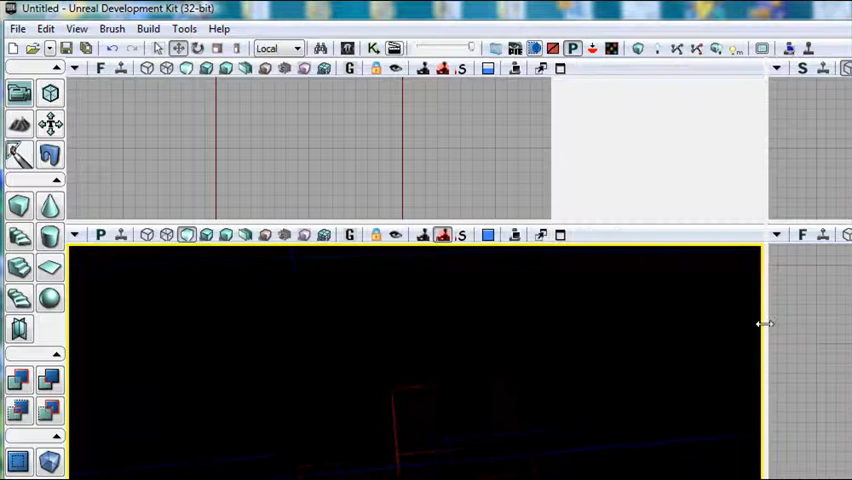 Untitled - Unreal Development Kit (32-bit)
File Edit View Brush Build Tools Help
Local
F G S S
P G S F